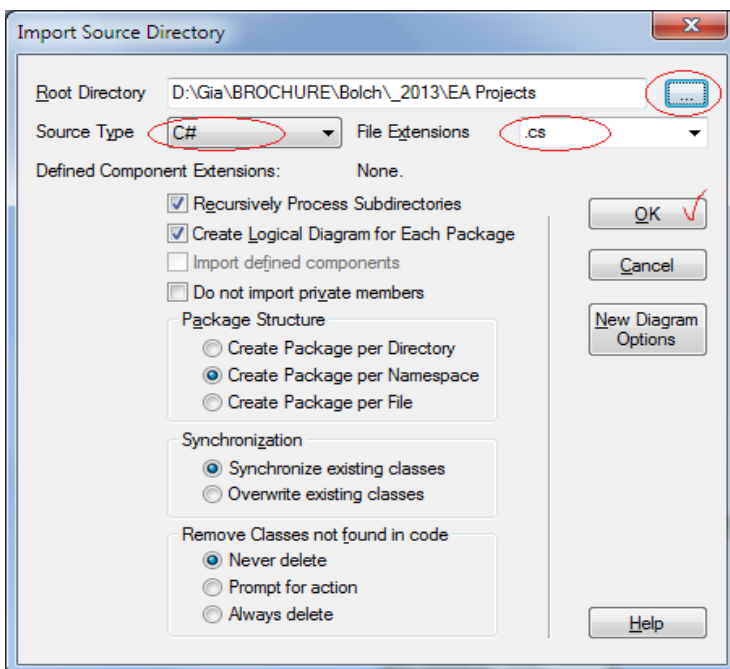 Import Source Directory
Root Directory D:\Gia\BROCHURE\Bolch\_2013\EA Projects ...
Source Type C# File Extensions .cs
Defined Component Extensions: None.
Recursively Process Subdirectories
Create Logical Diagram for Each Package
Import defined components
Do not import private members
OK
Cancel
New Diagram
Options
Package Structure
Create Package per Directory
Create Package per Namespace
Create Package per File
Synchronization
Synchronize existing classes
Overwrite existing classes
Remove Classes not found in code
Never delete
Prompt for action
Always delete
Help